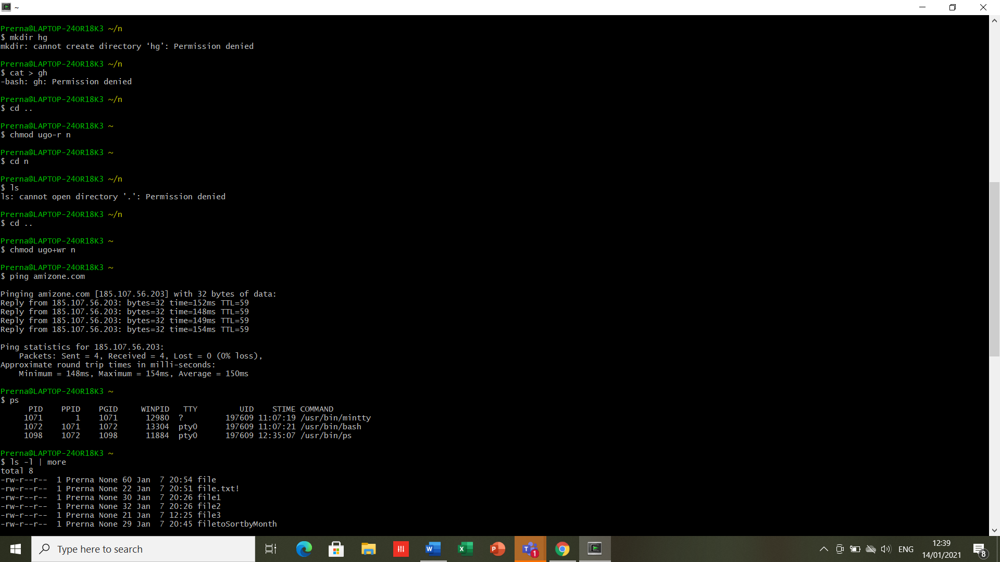 ~
Prerna@LAPTOP-24OR18K3 ~/n
$ mkdir hg
mkdir: cannot create directory ‘hg’: Permission denied
Prerna@LAPTOP-24OR18K3 ~/n
$ cat > gh
-bash: gh: Permission denied
Prerna@LAPTOP-24OR18K3 ~/n
$ cd ..
Prerna@LAPTOP-24OR18K3 ~
$ chmod ugo-r n
Prerna@LAPTOP-24OR18K3 ~
$ cd n
Prerna@LAPTOP-24OR18K3 ~/n
$ ls
ls: cannot open directory '.': Permission denied
Prerna@LAPTOP-24OR18K3 ~/n
$ cd ..
Prerna@LAPTOP-24OR18K3 ~
$ chmod ugo+wr n
Prerna@LAPTOP-24OR18K3 ~
$ ping amizone.com
Pinging amizone.com [185.107.56.203] with 32 bytes of data:
Reply from 185.107.56.203: bytes=32 time=152ms TTL=59
Reply from 185.107.56.203: bytes=32 time=148ms TTL=59
Reply from 185.107.56.203: bytes=32 time=149ms TTL=59
Reply from 185.107.56.203: bytes=32 time=154ms TTL=59
Ping statistics for 185.107.56.203:
    Packets: Sent = 4, Received = 4, Lost = 0 (0% loss),
Approximate round trip times in milli-seconds:
    Minimum = 148ms, Maximum = 154ms, Average = 150ms
Prerna@LAPTOP-24OR18K3 ~
$ ps
      PID    PPID    PGID     WINPID   TTY         UID    STIME COMMAND
     1071       1    1071      12980  ?         197609 11:07:19 /usr/bin/mintty
     1072    1071    1072      13304  pty0      197609 11:07:21 /usr/bin/bash
     1098    1072    1098      11884  pty0      197609 12:35:07 /usr/bin/ps
Prerna@LAPTOP-24OR18K3 ~
$ ls -l | more
total 8
-rw-r--r--  1 Prerna None 60 Jan  7 20:54 file
-rw-r--r--  1 Prerna None 22 Jan  7 20:51 file.txt!
-rw-r--r--  1 Prerna None 30 Jan  7 20:26 file1
-rw-r--r--  1 Prerna None 32 Jan  7 20:26 file2
-rw-r--r--  1 Prerna None 21 Jan  7 12:25 file3
-rw-r--r--  1 Prerna None 29 Jan  7 20:45 filetoSortbyMonth
Type here to search
W
X
P
T 1
ENG
12:39
14/01/2021
8